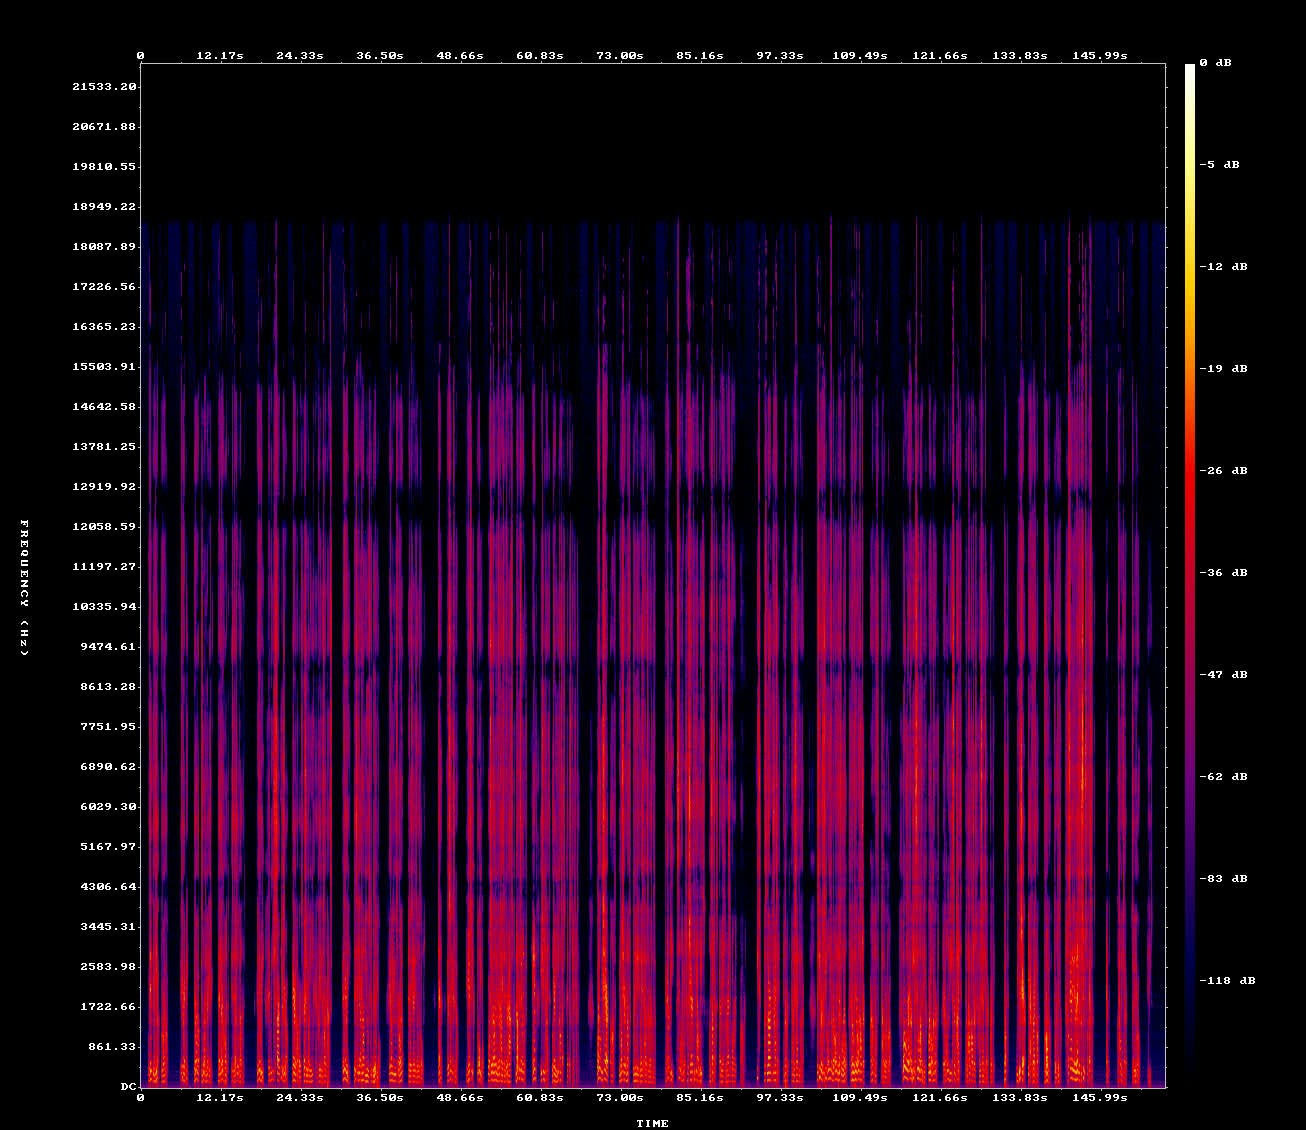 0 12.17s 24.33s 36.50s 48.66s 60.83s 73.00s 85.16s 97.33s 109.49s 121.66s 133.83s 145.99s
0 dB
21533.20
20671.88
19810.55
-5 dB
18949.22
18087.89
-12 dB
17226.56
16365.23
15503.91
-19 dB
14642.58
13781.25
-26 dB
12919.92
12058.59
11197.27
-36 dB
10335.94
9474.61
-47 dB
8613.28
7751.95
6890.62
-62 dB
6029.30
5167.97
-83 dB
4306.64
3445.31
2583.98
-118 dB
1722.66
861.33
DC
FREQUENCY (Hz)
0 12.17s 24.33s 36.50s 48.66s 60.83s 73.00s 85.16s 97.33s 109.49s 121.66s 133.83s 145.99s
TIME